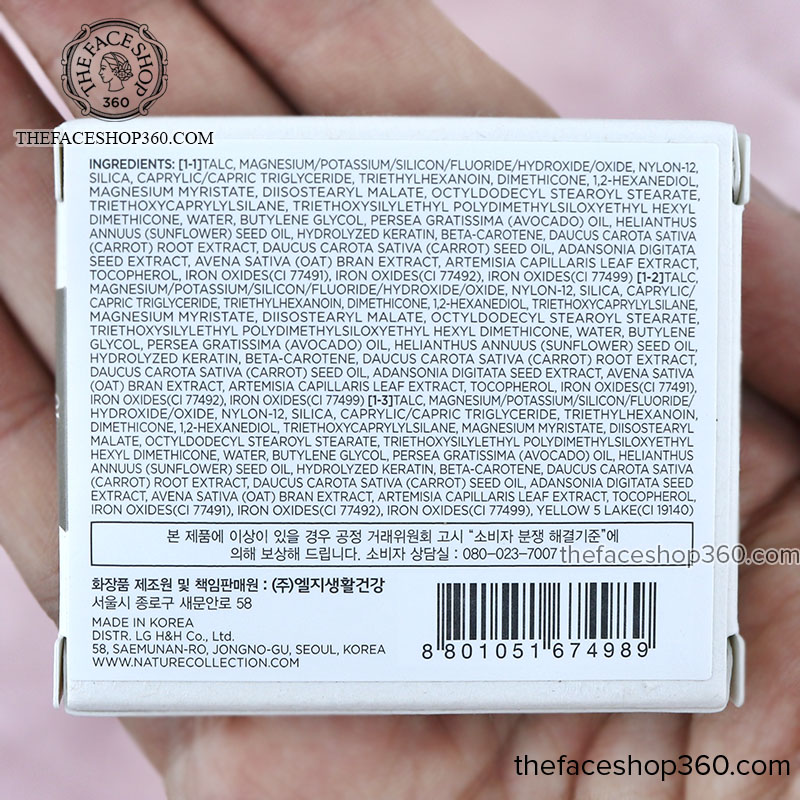 THE FACE SHOP
360
THEFACESHOP360.COM
INGREDIENTS: [1-1]TALC, MAGNESIUM/POTASSIUM/SILICON/FLUORIDE/HYDROXIDE/OXIDE, NYLON-12,
SILICA, CAPRYLIC/CAPRIC TRIGLYCERIDE, TRIETHYLHEXANOIN, DIMETHICONE, 1,2-HEXANEDIOL,
MAGNESIUM MYRISTATE, DIISOSTEARYL MALATE, OCTYLDODECYL STEAROYL STEARATE,
TRIETHOXYCAPRYLYLSILANE, TRIETHOXYSILYLETHYL POLYDIMETHYLSILOXYETHYL HEXYL
DIMETHICONE, WATER, BUTYLENE GLYCOL, PERSEA GRATISSIMA (AVOCADO) OIL, HELIANTHUS
ANNUUS (SUNFLOWER) SEED OIL, HYDROLYZED KERATIN, BETA-CAROTENE, DAUCUS CAROTA SATIVA
(CARROT) ROOT EXTRACT, DAUCUS CAROTA SATIVA (CARROT) SEED OIL, ADANSONIA DIGITATA
SEED EXTRACT, AVENA SATIVA (OAT) BRAN EXTRACT, ARTEMISIA CAPILLARIS LEAF EXTRACT,
TOCOPHEROL, IRON OXIDES(CI 77491), IRON OXIDES(CI 77492), IRON OXIDES(CI 77499) [1-2]TALC,
MAGNESIUM/POTASSIUM/SILICON/FLUORIDE/HYDROXIDE/OXIDE, NYLON-12, SILICA, CAPRYLIC/
CAPRIC TRIGLYCERIDE, TRIETHYLHEXANOIN, DIMETHICONE, 1,2-HEXANEDIOL, TRIETHOXYCAPRYLYLSILANE,
MAGNESIUM MYRISTATE, DIISOSTEARYL MALATE, OCTYLDODECYL STEAROYL STEARATE,
TRIETHOXYSILYLETHYL POLYDIMETHYLSILOXYETHYL HEXYL DIMETHICONE, WATER, BUTYLENE
GLYCOL, PERSEA GRATISSIMA (AVOCADO) OIL, HELIANTHUS ANNUUS (SUNFLOWER) SEED OIL,
HYDROLYZED KERATIN, BETA-CAROTENE, DAUCUS CAROTA SATIVA (CARROT) ROOT EXTRACT,
DAUCUS CAROTA SATIVA (CARROT) SEED OIL, ADANSONIA DIGITATA SEED EXTRACT, AVENA SATIVA
(OAT) BRAN EXTRACT, ARTEMISIA CAPILLARIS LEAF EXTRACT, TOCOPHEROL, IRON OXIDES(CI 77491),
IRON OXIDES(CI 77492), IRON OXIDES(CI 77499) [1-3]TALC, MAGNESIUM/POTASSIUM/SILICON/FLUORIDE/
HYDROXIDE/OXIDE, NYLON-12, SILICA, CAPRYLIC/CAPRIC TRIGLYCERIDE, TRIETHYLHEXANOIN,
DIMETHICONE, 1,2-HEXANEDIOL, TRIETHOXYCAPRYLYLSILANE, MAGNESIUM MYRISTATE, DIISOSTEARYL
MALATE, OCTYLDODECYL STEAROYL STEARATE, TRIETHOXYSILYLETHYL POLYDIMETHYLSILOXYETHYL
HEXYL DIMETHICONE, WATER, BUTYLENE GLYCOL, PERSEA GRATISSIMA (AVOCADO) OIL, HELIANTHUS
ANNUUS (SUNFLOWER) SEED OIL, HYDROLYZED KERATIN, BETA-CAROTENE, DAUCUS CAROTA SATIVA
(CARROT) ROOT EXTRACT, DAUCUS CAROTA SATIVA (CARROT) SEED OIL, ADANSONIA DIGITATA SEED
EXTRACT, AVENA SATIVA (OAT) BRAN EXTRACT, ARTEMISIA CAPILLARIS LEAF EXTRACT, TOCOPHEROL,
IRON OXIDES(CI 77491), IRON OXIDES(CI 77492), IRON OXIDES(CI 77499), YELLOW 5 LAKE(CI 19140)
본 제품에 이상이 있을 경우 공정 거래위원회 고시 “소비자 분쟁 해결기준”에
의해 보상해 드립니다. 소비자 상담실 : 080-023-7007
thefaceshop360.com
화장품 제조원 및 책임판매원 : (주)엘지생활건강
서울시 종로구 새문안로 58
MADE IN KOREA
DISTR. LG H&H Co., Ltd.
58, SAEMUNAN-RO, JONGNO-GU, SEOUL, KOREA
WWW.NATURECOLLECTION.COM
8 801051 674989
thefaceshop360.com